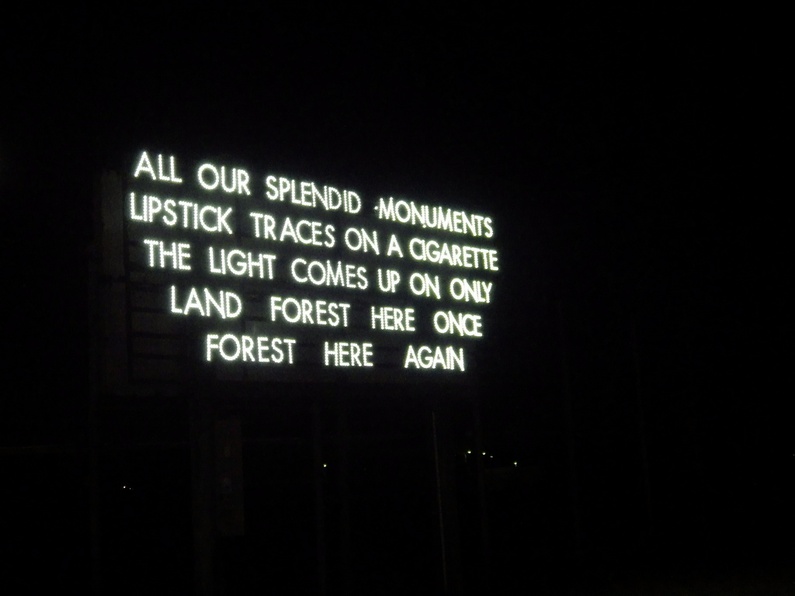 ALL OUR SPLENDID MONUMENTS
LIPSTICK TRACES ON A CIGARETTE
THE LIGHT COMES UP ON ONLY
LAND FOREST HERE ONCE
FOREST HERE AGAIN